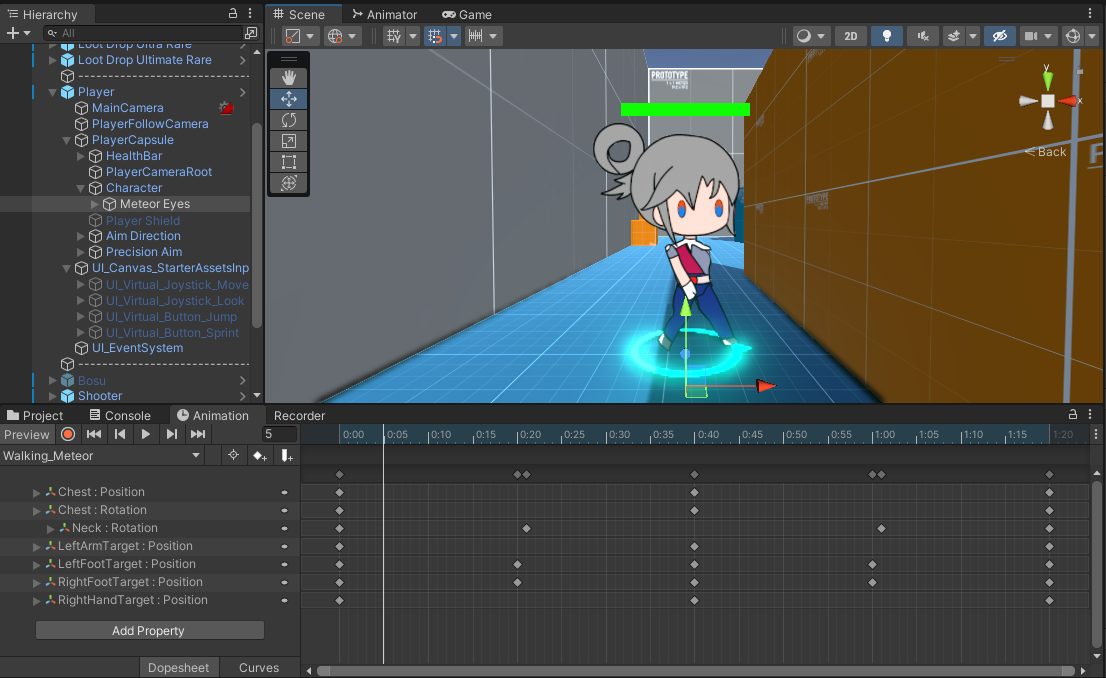 Hierarchy
Scene
Animator
Game
All
2D
Loot Drop Ultra Rare
Loot Drop Ultimate Rare
--------------------------------
Player
MainCamera
PlayerFollowCamera
PlayerCapsule
HealthBar
PlayerCameraRoot
Character
Meteor Eyes
Player Shield
Aim Direction
Precision Aim
UI_Canvas_StarterAssetsInp
UI_Virtual_Joystick_Move
UI_Virtual_Joystick_Look
UI_Virtual_Button_Jump
UI_Virtual_Button_Sprint
UI_EventSystem
--------------------------------
Bosu
Shooter
PROTOTYPE
y
x
Back
Project
Console
Animation
Recorder
Preview
5
0:00 0:05 0:10 0:15 0:20 0:25 0:30 0:35 0:40 0:45 0:50 0:55 1:00 1:05 1:10 1:15 1:20
Walking_Meteor
Chest : Position
Chest : Rotation
Neck : Rotation
LeftArmTarget : Position
LeftFootTarget : Position
RightFootTarget : Position
RightHandTarget : Position
Add Property
Dopesheet
Curves